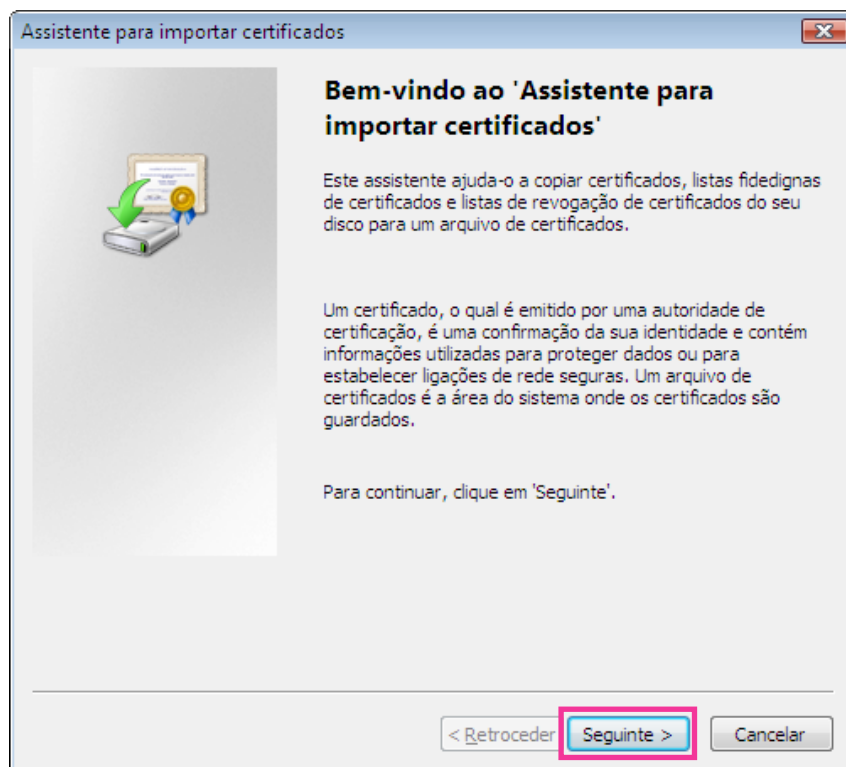 Assistente para importar certificados
Bem-vindo ao 'Assistente para
importar certificados'
Este assistente ajuda-o a copiar certificados, listas fidedignas
de certificados e listas de revogação de certificados do seu
disco para um arquivo de certificados.
Um certificado, o qual é emitido por uma autoridade de
certificação, é uma confirmação da sua identidade e contém
informações utilizadas para proteger dados ou para
estabelecer ligações de rede seguras. Um arquivo de
certificados é a área do sistema onde os certificados são
guardados.
Para continuar, clique em 'Seguinte'.
< Retroceder
Seguinte >
Cancelar